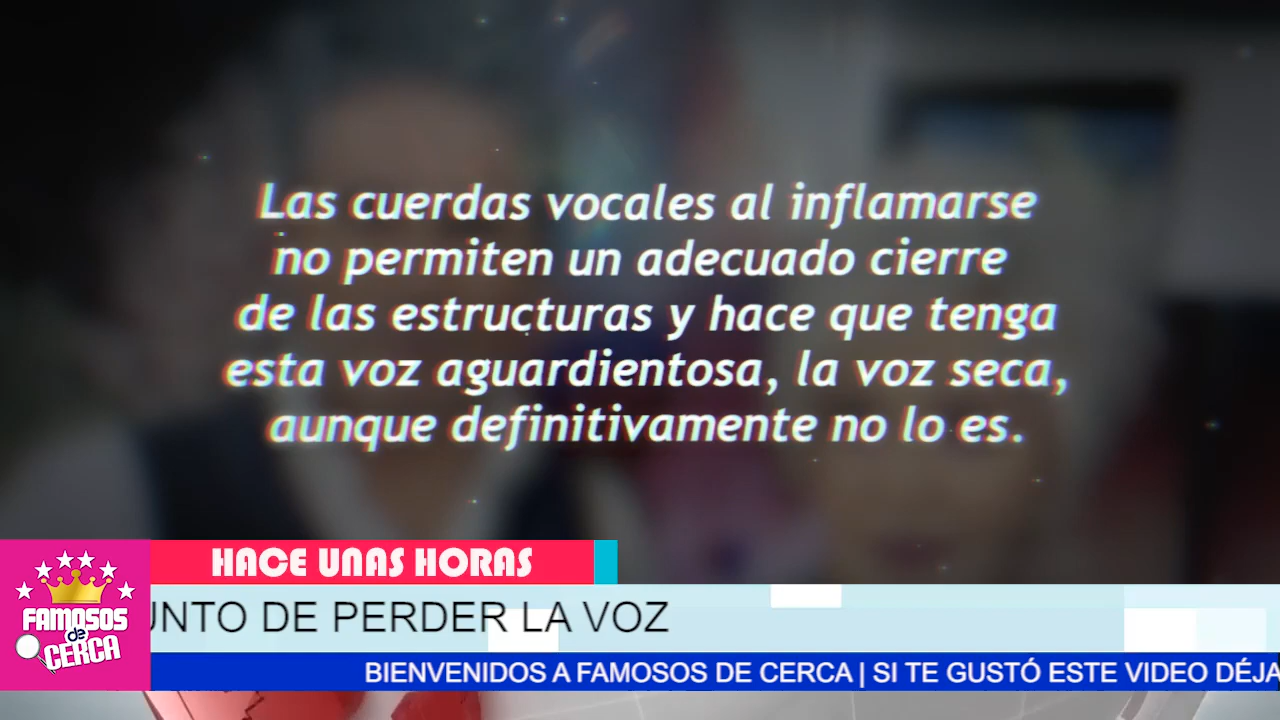 Las cuerdas vocales al inflamarse
no permiten un adecuado cierre
de las estructuras y hace que tenga
esta voz aguardientosa, la voz seca,
aunque definitivamente no lo es.
HACE UNAS HORAS
UNTO DE PERDER LA VOZ
FAMOSOS
de
CERCA
BIENVENIDOS A FAMOSOS DE CERCA | SI TE GUSTÓ ESTE VIDEO DÉJA